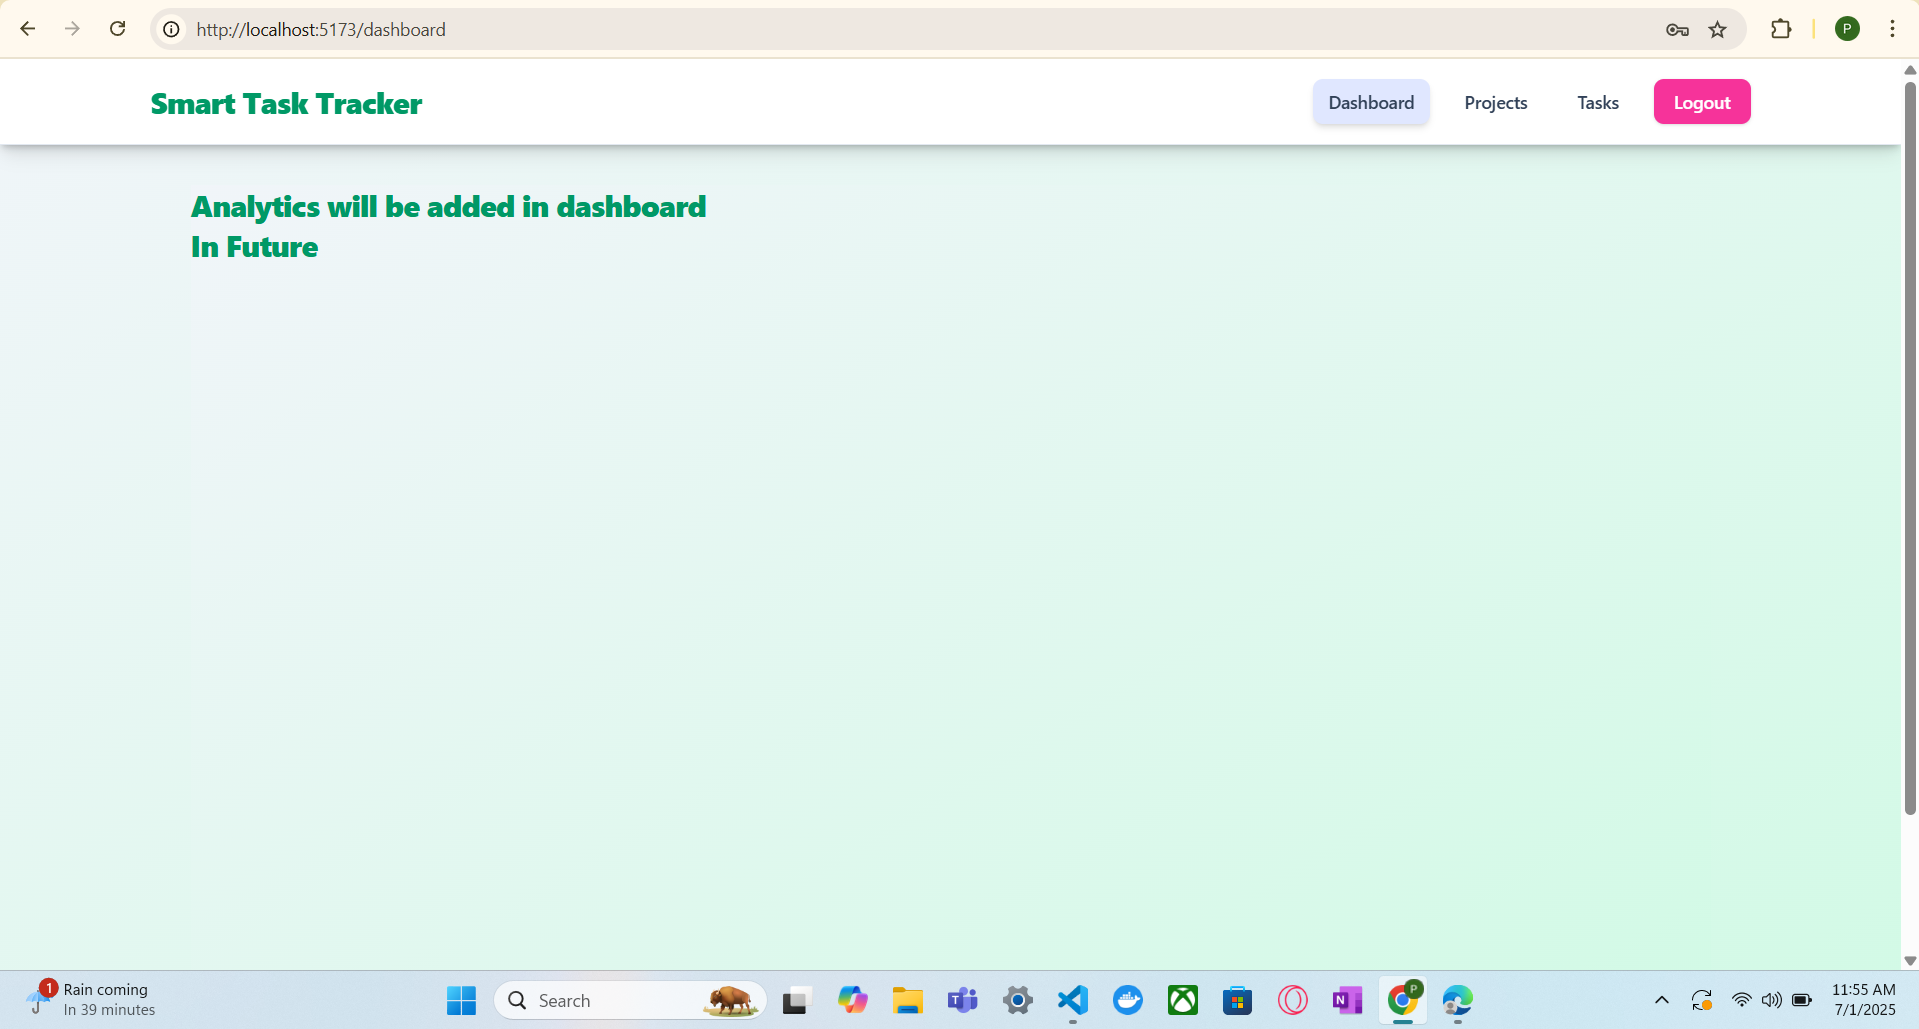 http://localhost:5173/dashboard
P
Smart Task Tracker
Dashboard
Projects
Tasks
Logout
Analytics will be added in dashboard
In Future
1
Rain coming
In 39 minutes
Search
T
N
P
11:55 AM
7/1/2025